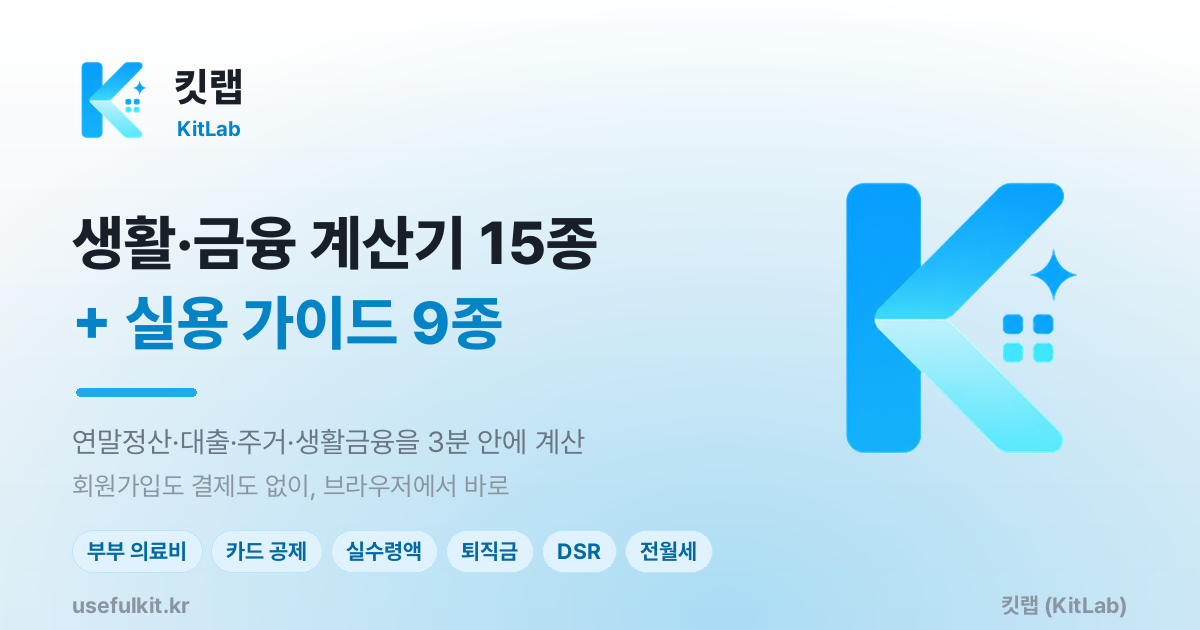 킷랩
KitLab
생활·금융 계산기 15종
+ 실용 가이드 9종
연말정산·대출·주거·생활금융을 3분 안에 계산
회원가입도 결제도 없이, 브라우저에서 바로
부부 의료비 카드 공제 실수령액 퇴직금 DSR 전월세
usefulkit.kr 킷랩 (KitLab)